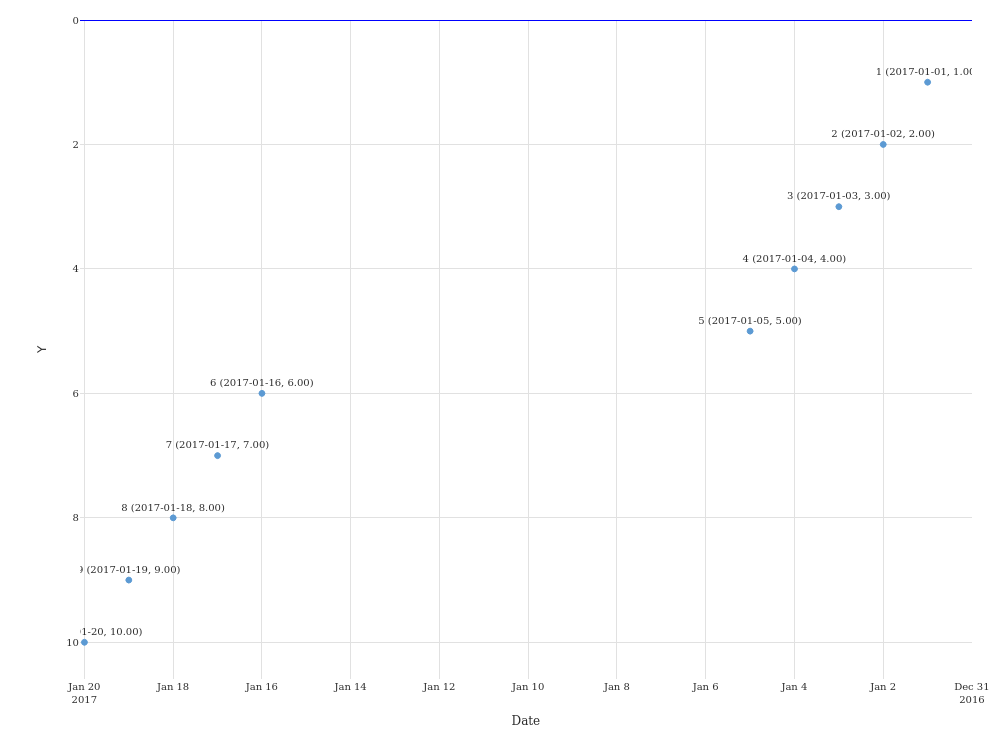 0
1 (2017-01-01, 1.00
2 (2017-01-02, 2.00)
2
3 (2017-01-03, 3.00)
4 (2017-01-04, 4.00)
4
5 (2017-01-05, 5.00)
Y
6 (2017-01-16, 6.00)
6
7 (2017-01-17, 7.00)
8 (2017-01-18, 8.00)
8
9 (2017-01-19, 9.00)
1-20, 10.00)
10
Jan 20 Jan 18 Jan 16 Jan 14 Jan 12 Jan 10 Jan 8 Jan 6 Jan 4 Jan 2 Dec 31
2017 2016
Date